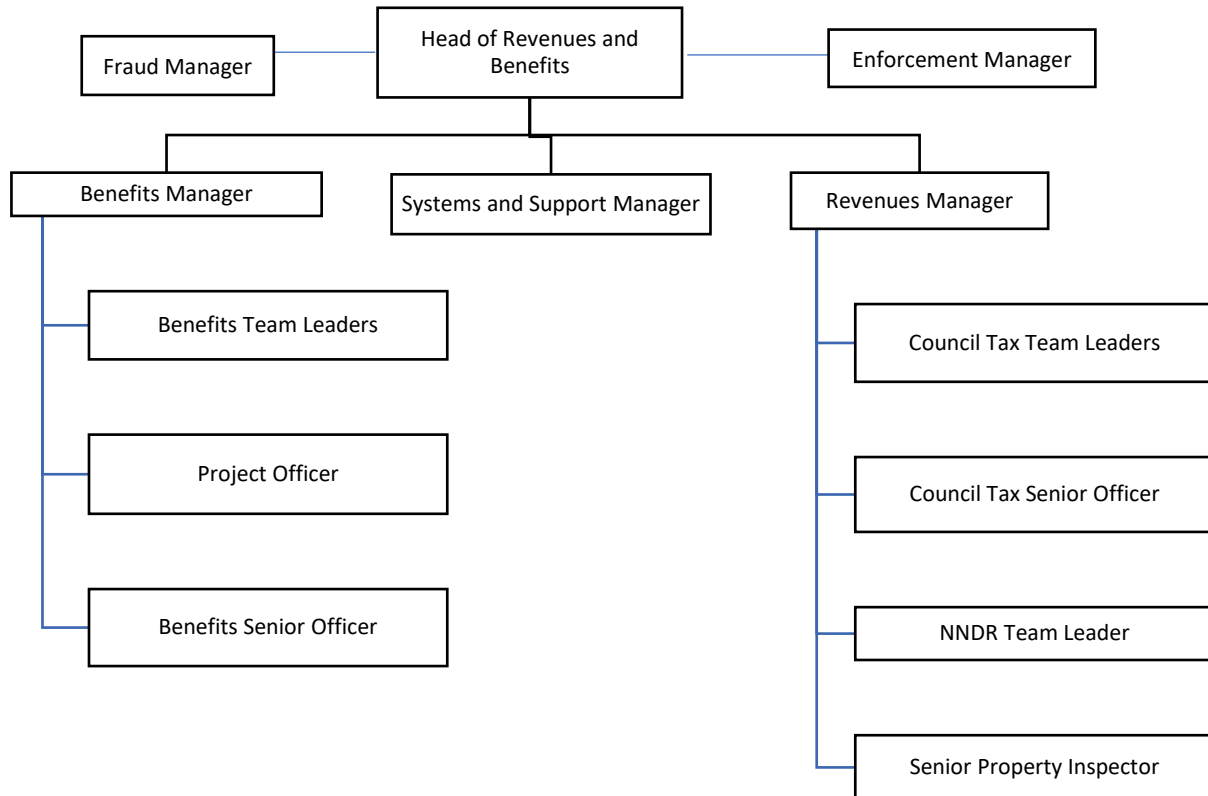 Head of Revenues and
Benefits
Fraud Manager
Enforcement Manager
Benefits Manager
Systems and Support Manager
Revenues Manager
Benefits Team Leaders
Council Tax Team Leaders
Project Officer
Council Tax Senior Officer
Benefits Senior Officer
NNDR Team Leader
Senior Property Inspector